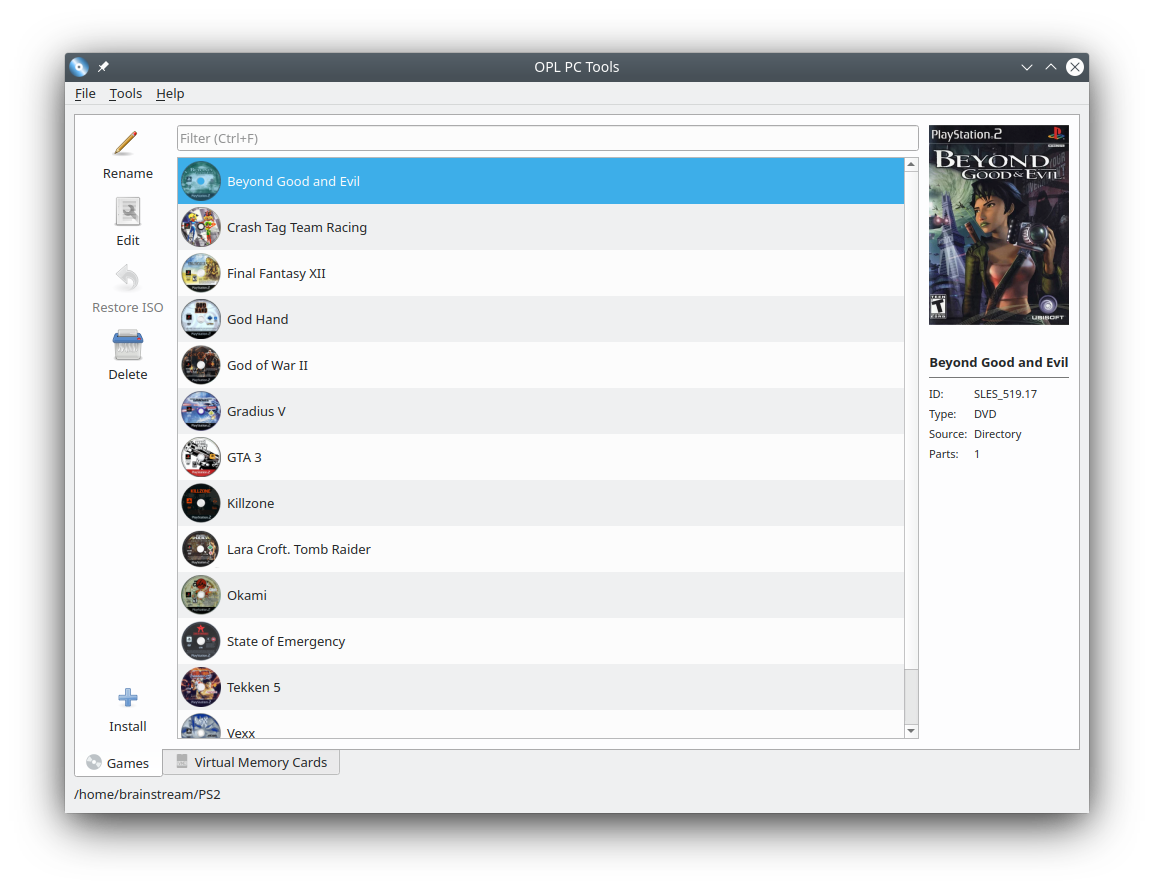 OPL PC Tools
File Tools Help
Rename
Edit
Restore ISO
Delete
Install
Filter (Ctrl+F)
Beyond Good and Evil
Crash Tag Team Racing
Final Fantasy XII
God Hand
God of War II
Gradius V
GTA 3
Killzone
Lara Croft. Tomb Raider
Okami
State of Emergency
Tekken 5
Vexx
PlayStation.2
BEYOND
GOOD & EVIL
TEEN
T
UBISOFT
Beyond Good and Evil
ID: SLES_519.17
Type: DVD
Source: Directory
Parts: 1
Games Virtual Memory Cards
/home/brainstream/PS2